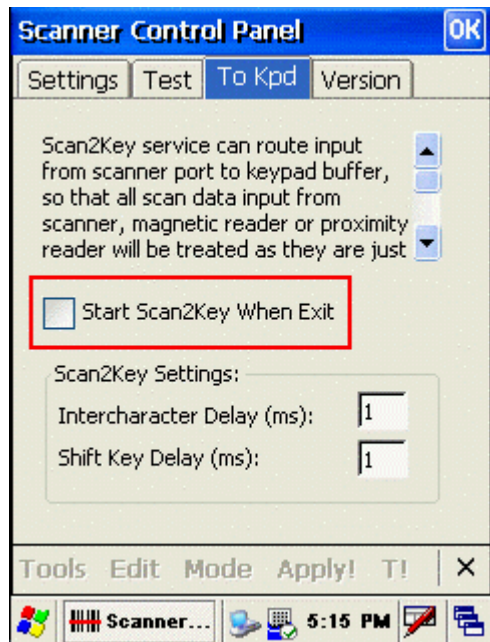 Scanner Control Panel OK
Settings Test To Kpd Version
Scan2Key service can route input
from scanner port to keypad buffer,
so that all scan data input from
scanner, magnetic reader or proximity
reader will be treated as they are just
Start Scan2Key When Exit
Scan2Key Settings:
Intercharacter Delay (ms): 1
Shift Key Delay (ms): 1
Tools Edit Mode Apply! T! ×
Scanner... 5:15 PM